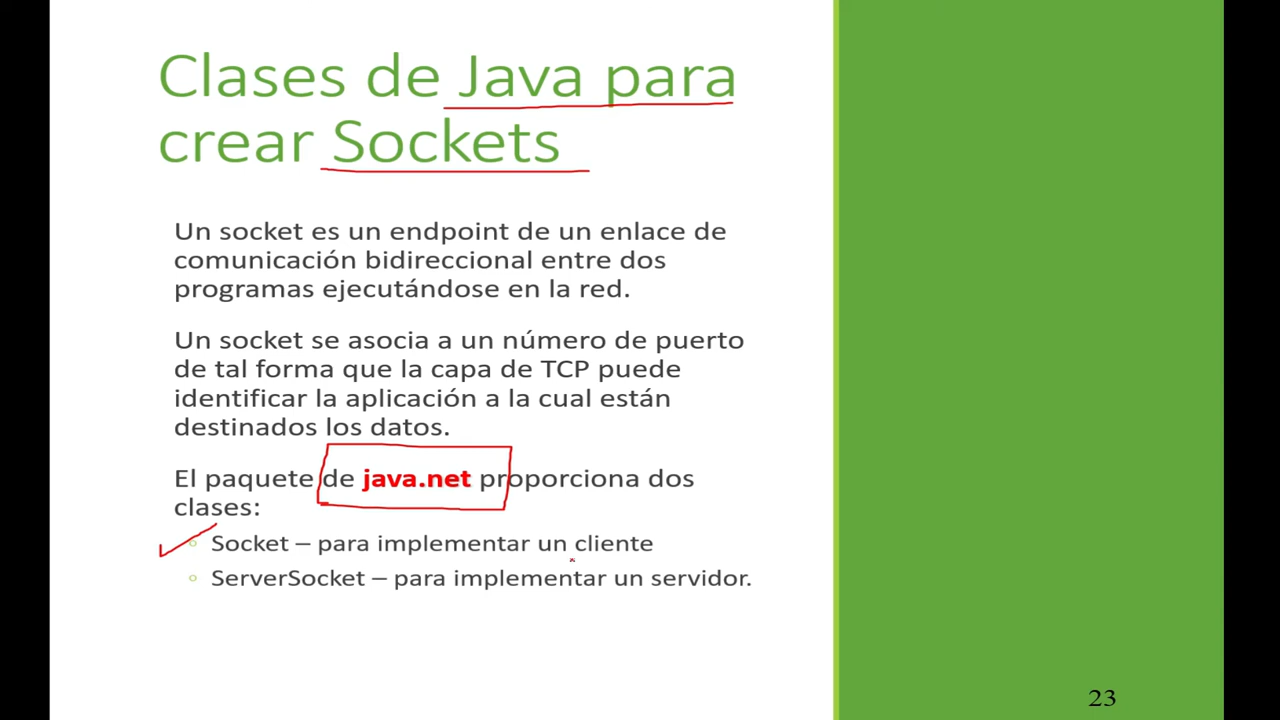 Clases de Java para
crear Sockets
Un socket es un endpoint de un enlace de
comunicación bidireccional entre dos
programas ejecutándose en la red.
Un socket se asocia a un número de puerto
de tal forma que la capa de TCP puede
identificar la aplicación a la cual están
destinados los datos.
El paquete de java.net proporciona dos
clases:
Socket – para implementar un cliente
ServerSocket – para implementar un servidor.
23